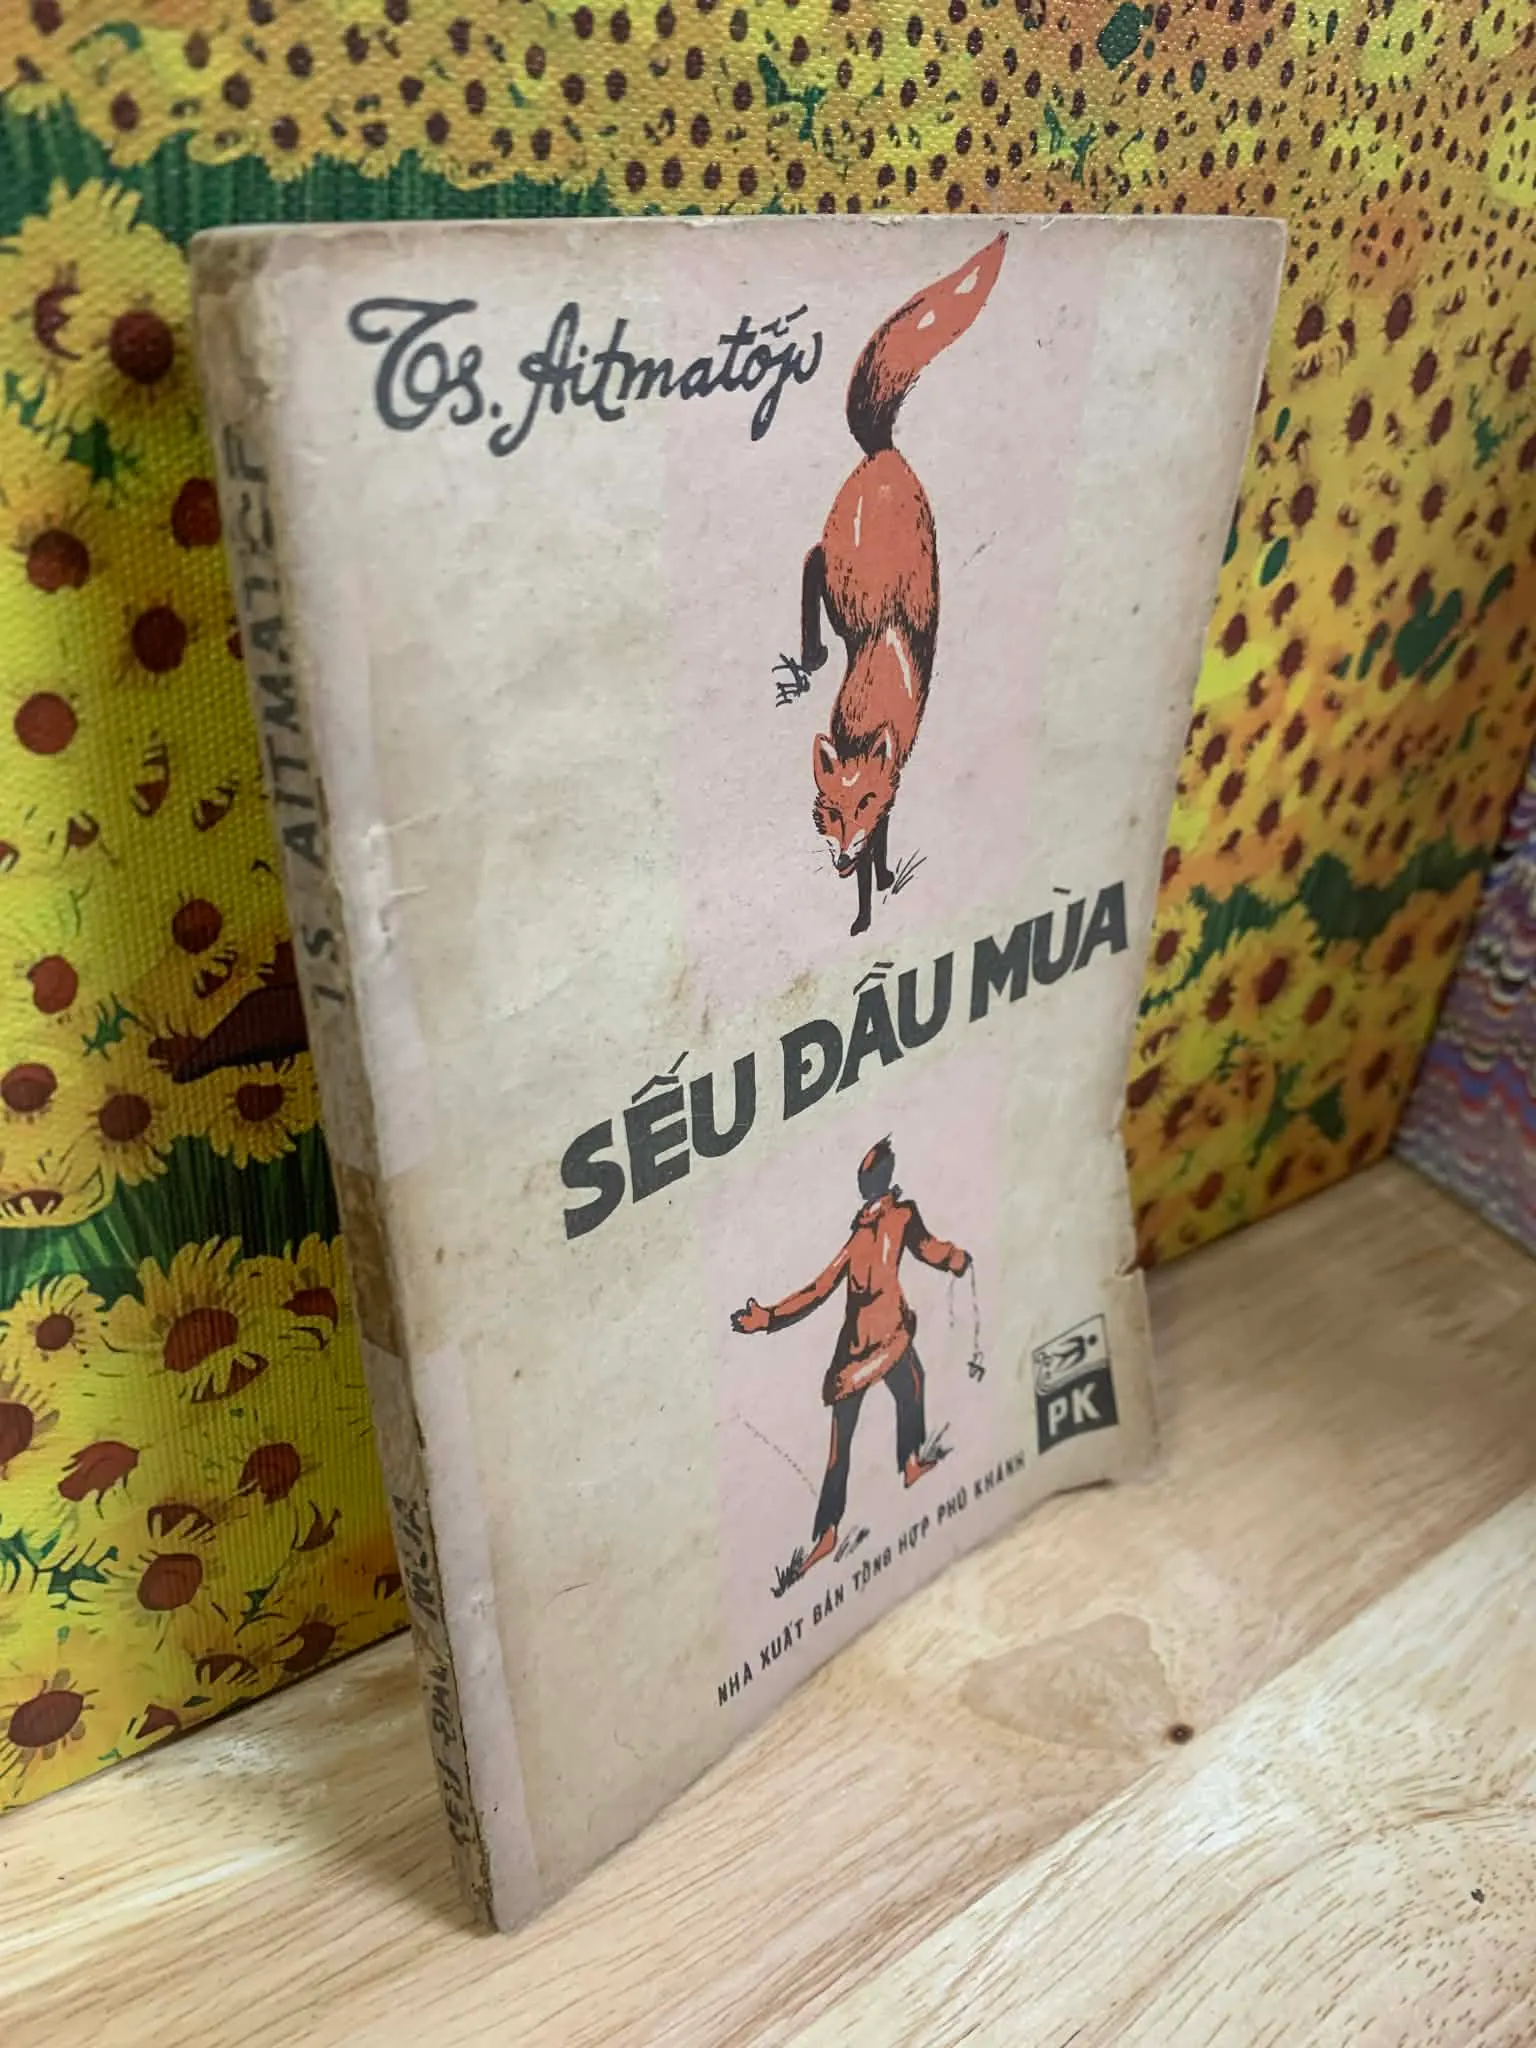 Ts. Aitmatốp
SẾU ĐẦU MÙA
PK
NHÀ XUẤT BẢN TỔNG HỢP PHÚ KHÁNH
TS. AITMATỐP
SẾU ĐẦU MÙA